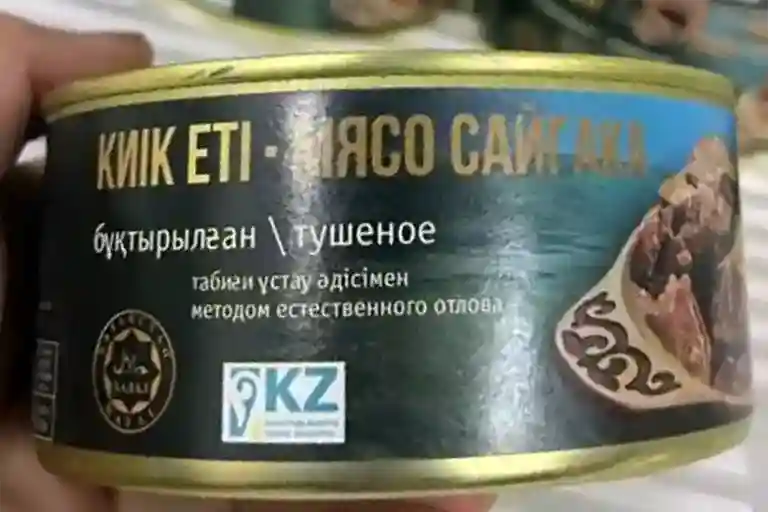 КИІК ЕТІ · МЯСО САЙГАКА
бұқтырылған \ тушеное
табиғи ұстау әдісімен
методом естественного отлова
KZ